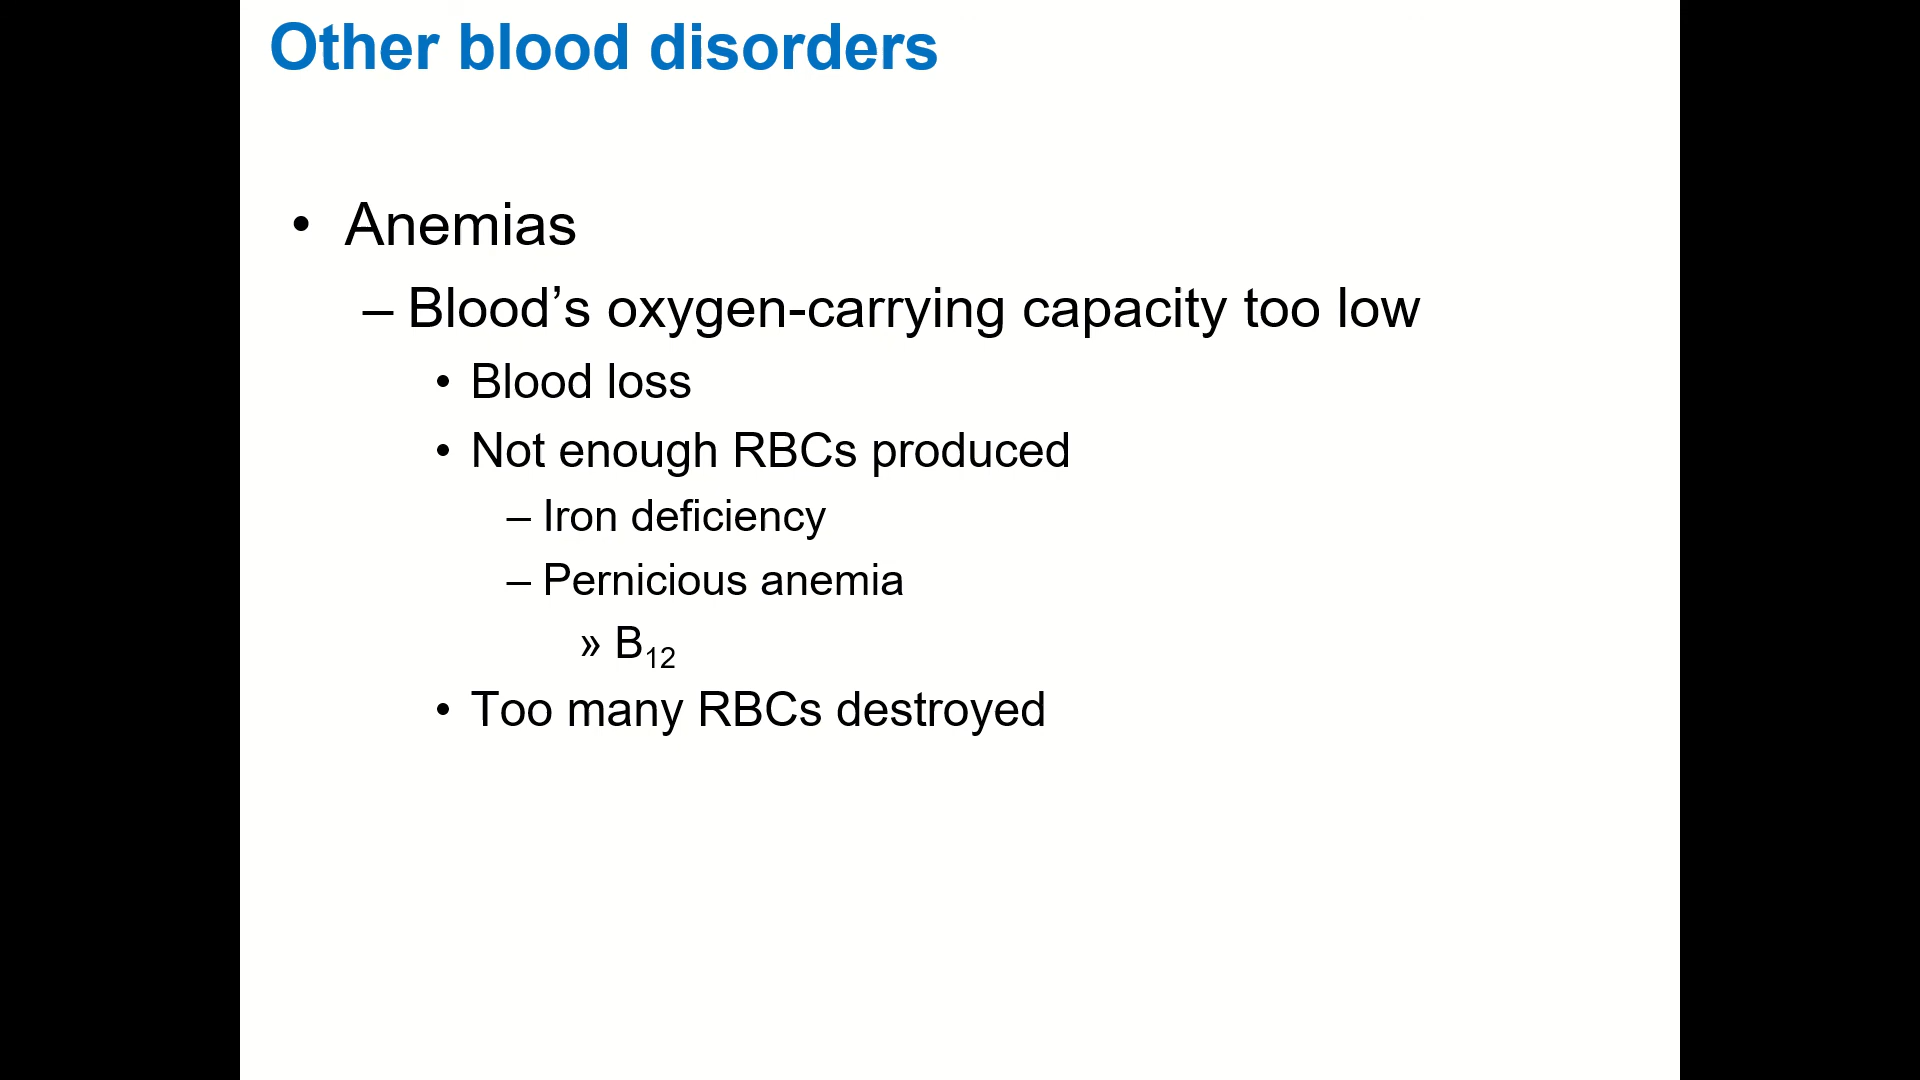 Other blood disorders
• Anemias
– Blood’s oxygen-carrying capacity too low
• Blood loss
• Not enough RBCs produced
– Iron deficiency
– Pernicious anemia
» B₁₂
• Too many RBCs destroyed